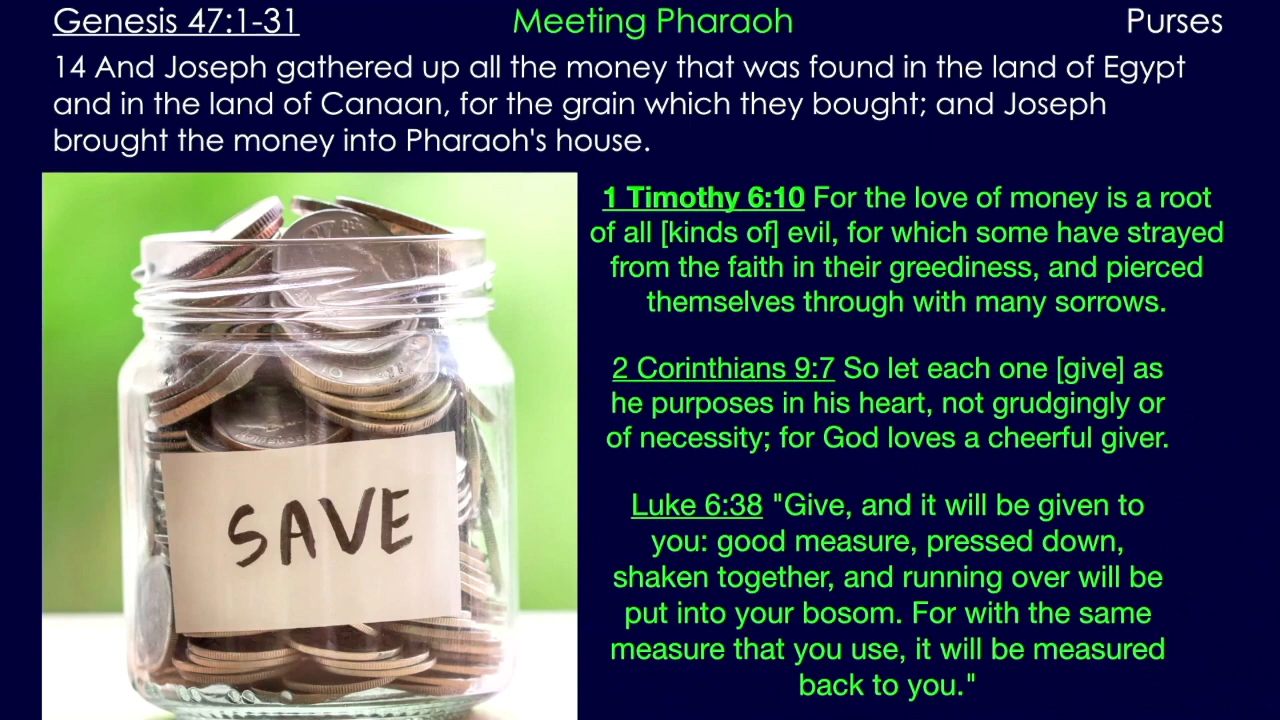 Genesis 47:1-31 Meeting Pharaoh Purses
14 And Joseph gathered up all the money that was found in the land of Egypt
and in the land of Canaan, for the grain which they bought; and Joseph
brought the money into Pharaoh's house.
1 Timothy 6:10 For the love of money is a root
of all [kinds of] evil, for which some have strayed
from the faith in their greediness, and pierced
themselves through with many sorrows.
2 Corinthians 9:7 So let each one [give] as
he purposes in his heart, not grudgingly or
of necessity; for God loves a cheerful giver.
Luke 6:38 "Give, and it will be given to
you: good measure, pressed down,
shaken together, and running over will be
put into your bosom. For with the same
measure that you use, it will be measured
back to you."
SAVE